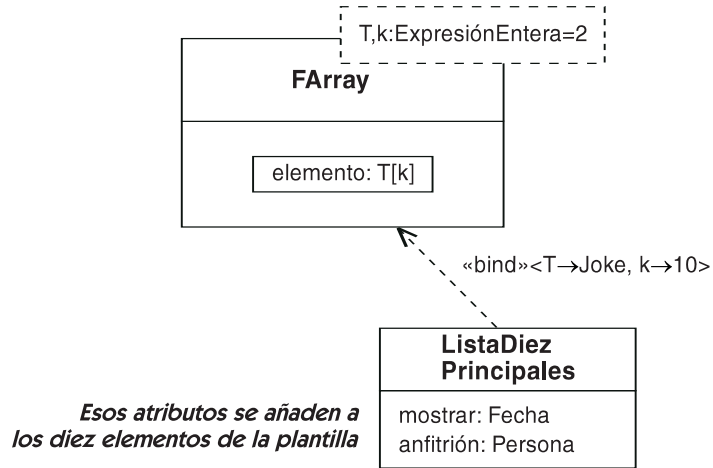 T,k:ExpresiónEntera=2
FArray
elemento: T[k]
«bind»<T→Joke, k→10>
ListaDiez
Principales
Esos atributos se añaden a
los diez elementos de la plantilla
mostrar: Fecha
anfitrión: Persona